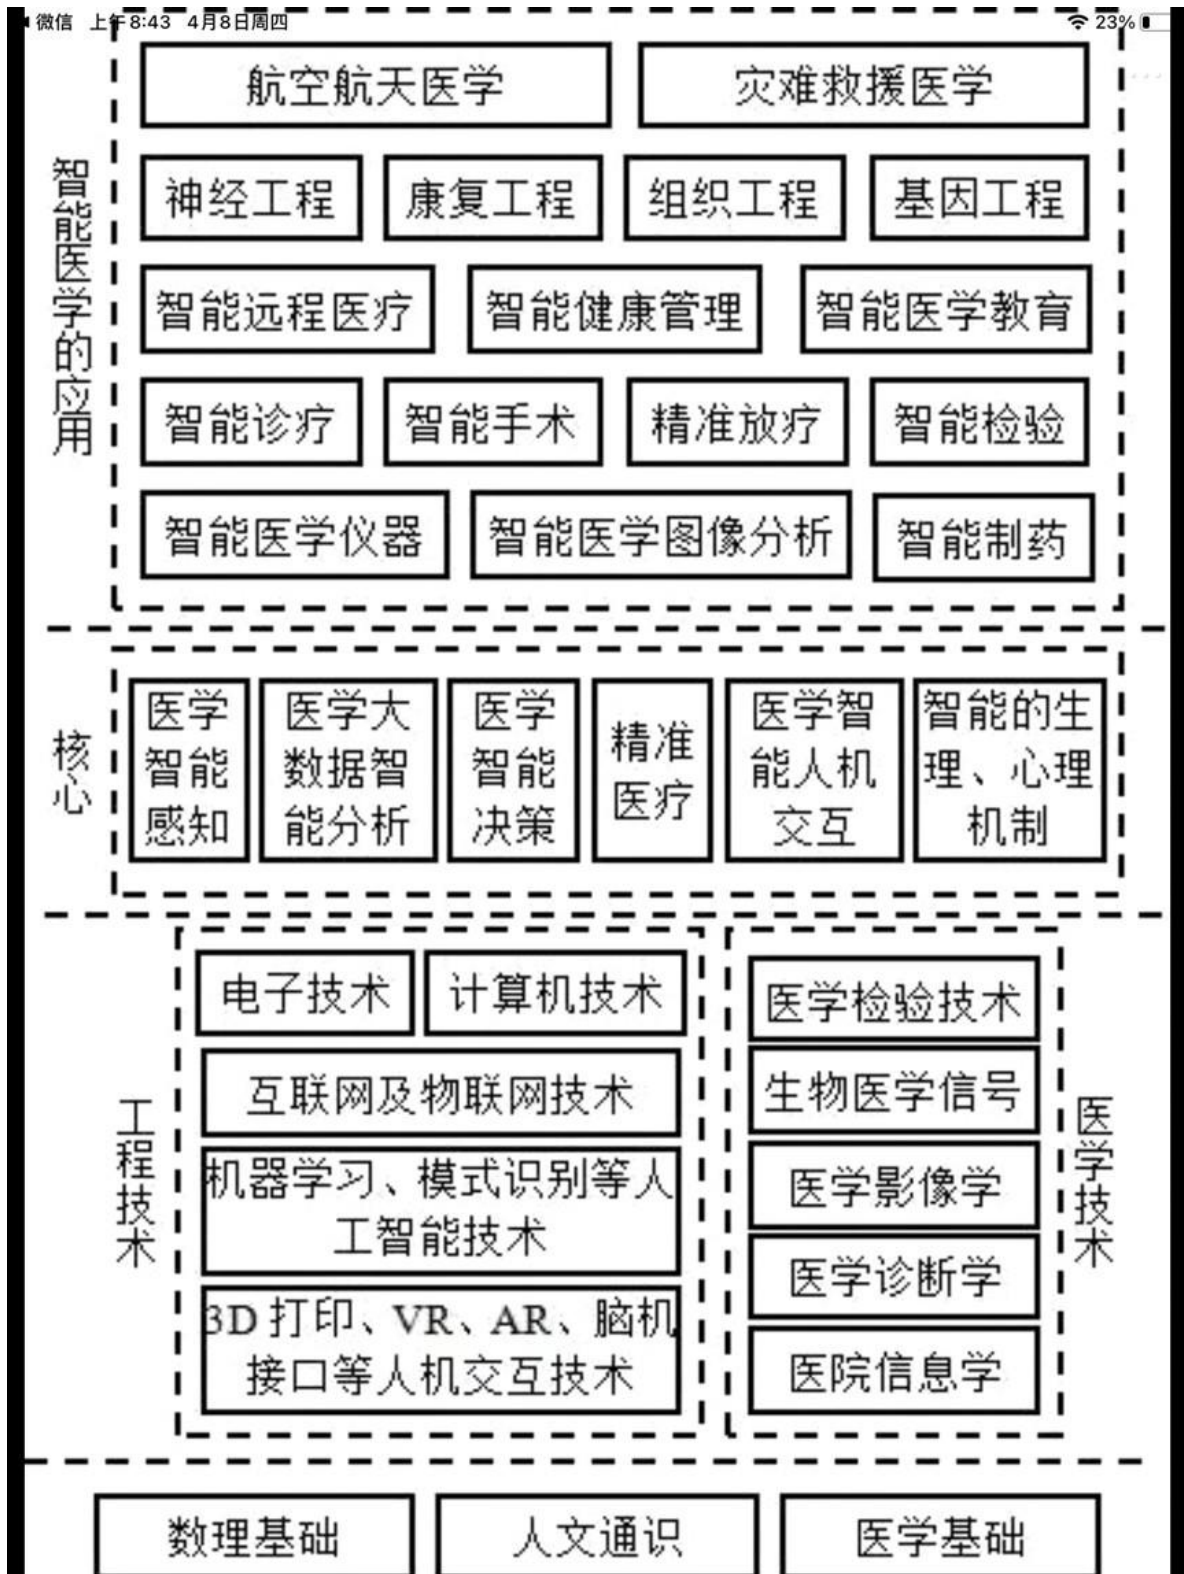 微信 上午8:43 4月8日周四 23%
航空航天医学 灾难救援医学
神经工程 康复工程 组织工程 基因工程
智能远程医疗 智能健康管理 智能医学教育
智能诊疗 智能手术 精准放疗 智能检验
智能医学仪器 智能医学图像分析 智能制药
智能医学的应用
核心
医学
智能
感知
医学大
数据智
能分析
医学
智能
决策
精准
医疗
医学智
能人机
交互
智能的生
理、心理
机制
工程技术
电子技术 计算机技术
互联网及物联网技术
机器学习、模式识别等人
工智能技术
3D 打印、VR、AR、脑机
接口等人机交互技术
医学检验技术
生物医学信号
医学影像学
医学诊断学
医院信息学
医学技术
数理基础 人文通识 医学基础